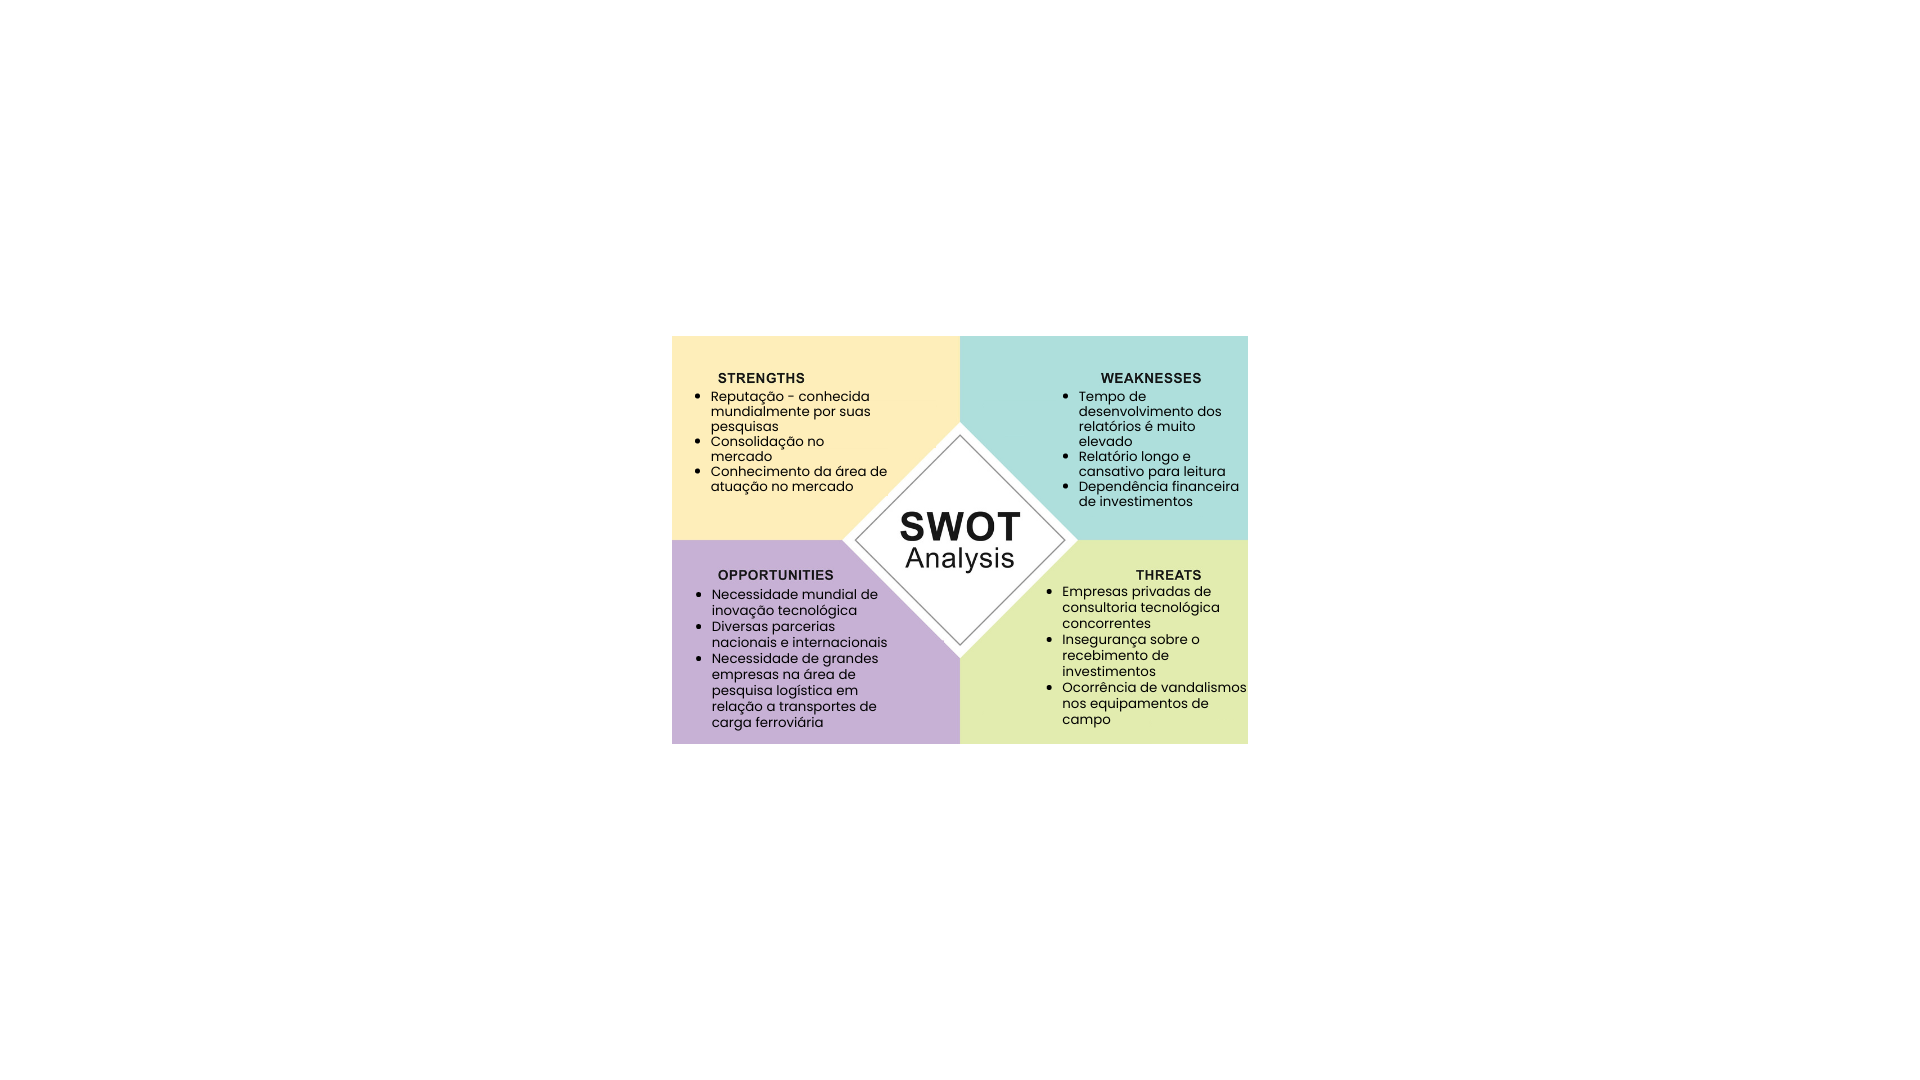 STRENGTHS
• Reputação - conhecida
mundialmente por suas
pesquisas
• Consolidação no
mercado
• Conhecimento da área de
atuação no mercado
WEAKNESSES
• Tempo de
desenvolvimento dos
relatórios é muito
elevado
• Relatório longo e
cansativo para leitura
• Dependência financeira
de investimentos
SWOT
Analysis
OPPORTUNITIES
• Necessidade mundial de
inovação tecnológica
• Diversas parcerias
nacionais e internacionais
• Necessidade de grandes
empresas na área de
pesquisa logística em
relação a transportes de
carga ferroviária
THREATS
• Empresas privadas de
consultoria tecnológica
concorrentes
• Insegurança sobre o
recebimento de
investimentos
• Ocorrência de vandalismos
nos equipamentos de
campo